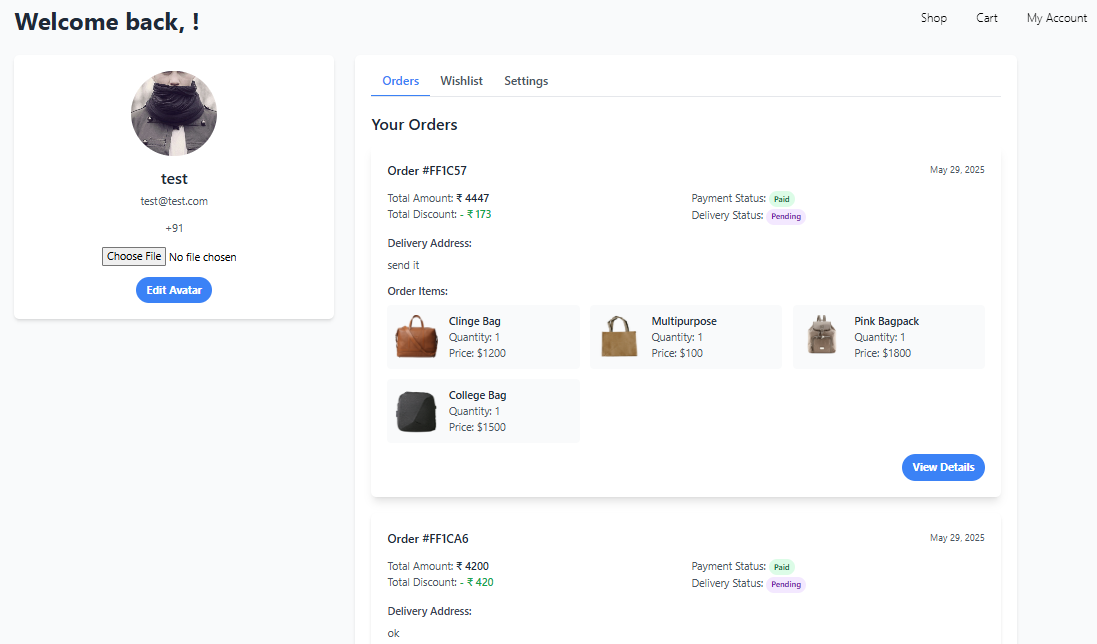 Welcome back, !
Shop
Cart
My Account
test
test@test.com
+91
Choose File No file chosen
Edit Avatar
Orders
Wishlist
Settings
Your Orders
Order #FF1C57
May 29, 2025
Total Amount: ₹ 4447
Total Discount: - ₹ 173
Payment Status: Paid
Delivery Status: Pending
Delivery Address:
send it
Order Items:
Clinge Bag
Quantity: 1
Price: $1200
Multipurpose
Quantity: 1
Price: $100
Pink Bagpack
Quantity: 1
Price: $1800
College Bag
Quantity: 1
Price: $1500
View Details
Order #FF1CA6
May 29, 2025
Total Amount: ₹ 4200
Total Discount: - ₹ 420
Payment Status: Paid
Delivery Status: Pending
Delivery Address:
ok